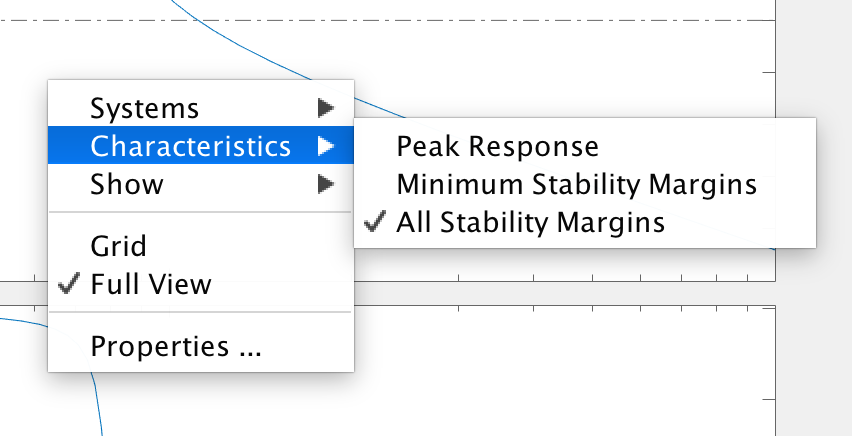 Systems
Characteristics
Show
Grid
Full View
Properties ...
Peak Response
Minimum Stability Margins
All Stability Margins